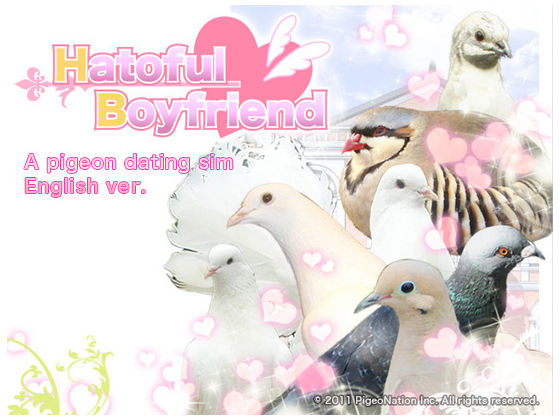 Hatoful
Boyfriend
A pigeon dating sim
English ver.
© 2011 PigeoNation Inc. All rights reserved.